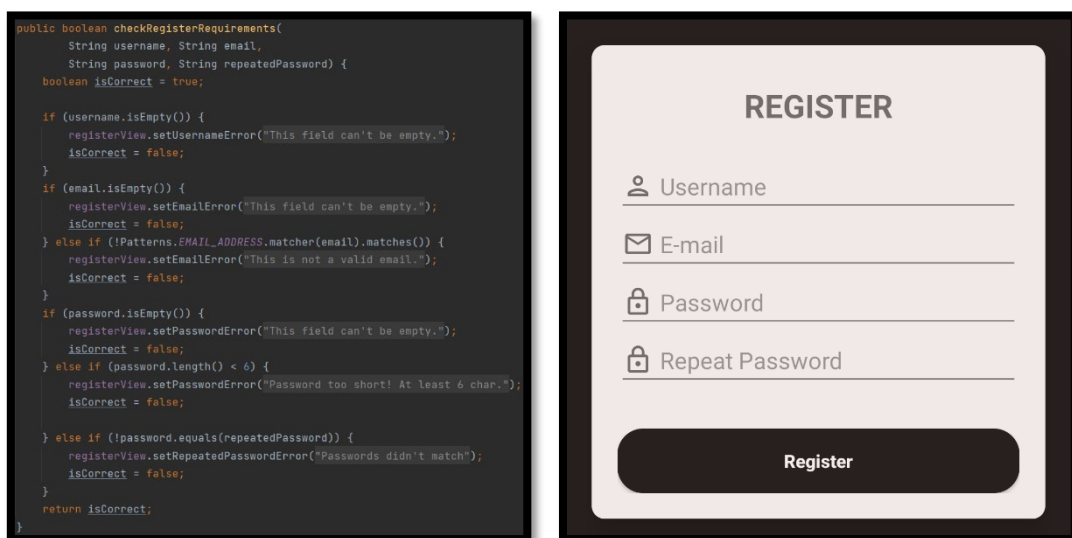 public boolean checkRegisterRequirements(
String username, String email,
String password, String repeatedPassword) {
boolean isCorrect = true;
if (username.isEmpty()) {
registerView.setUsernameError("This field can't be empty.");
isCorrect = false;
}
if (email.isEmpty()) {
registerView.setEmailError("This field can't be empty.");
isCorrect = false;
} else if (!Patterns.EMAIL_ADDRESS.matcher(email).matches()) {
registerView.setEmailError("This is not a valid email.");
isCorrect = false;
}
if (password.isEmpty()) {
registerView.setPasswordError("This field can't be empty.");
isCorrect = false;
} else if (password.length() < 6) {
registerView.setPasswordError("Password too short! At least 6 char.");
isCorrect = false;
} else if (!password.equals(repeatedPassword)) {
registerView.setRepeatedPasswordError("Passwords didn't match");
isCorrect = false;
}
return isCorrect;
}
REGISTER
Username
E-mail
Password
Repeat Password
Register